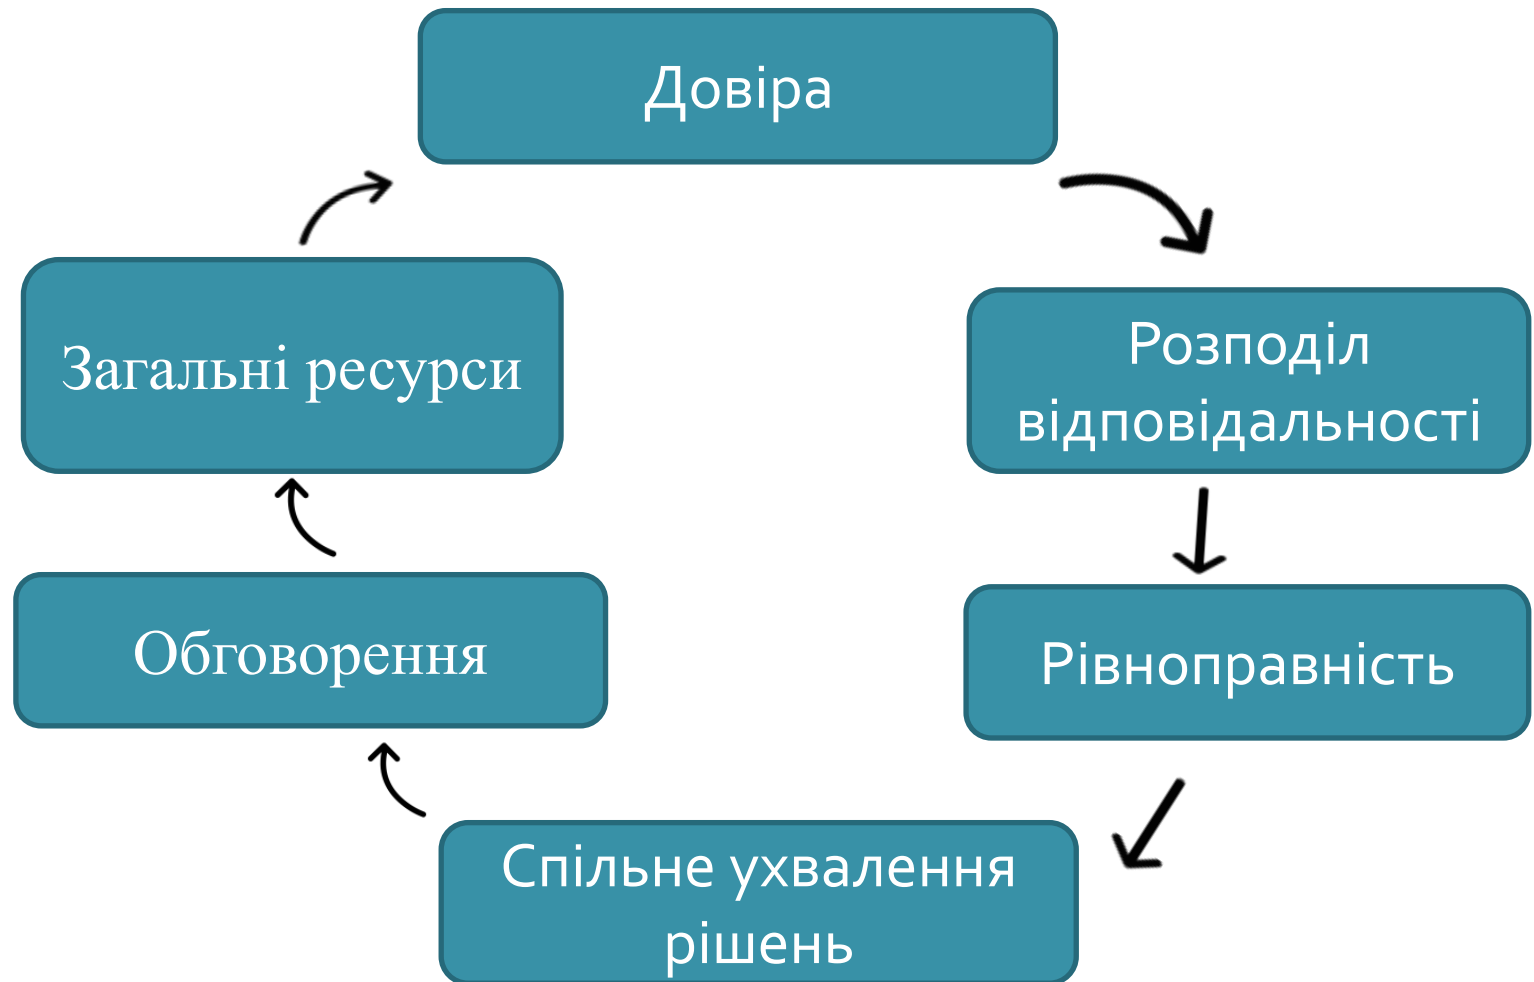 Довіра
Загальні ресурси
Розподіл
відповідальності
Обговорення
Рівноправність
Спільне ухвалення
рішень